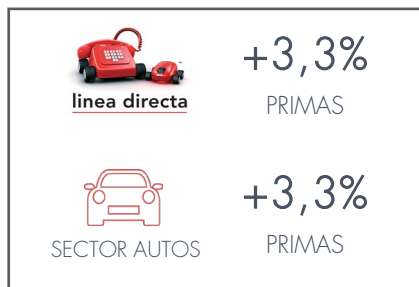 +3,3%
linea directa
PRIMAS
+3,3%
SECTOR AUTOS
PRIMAS